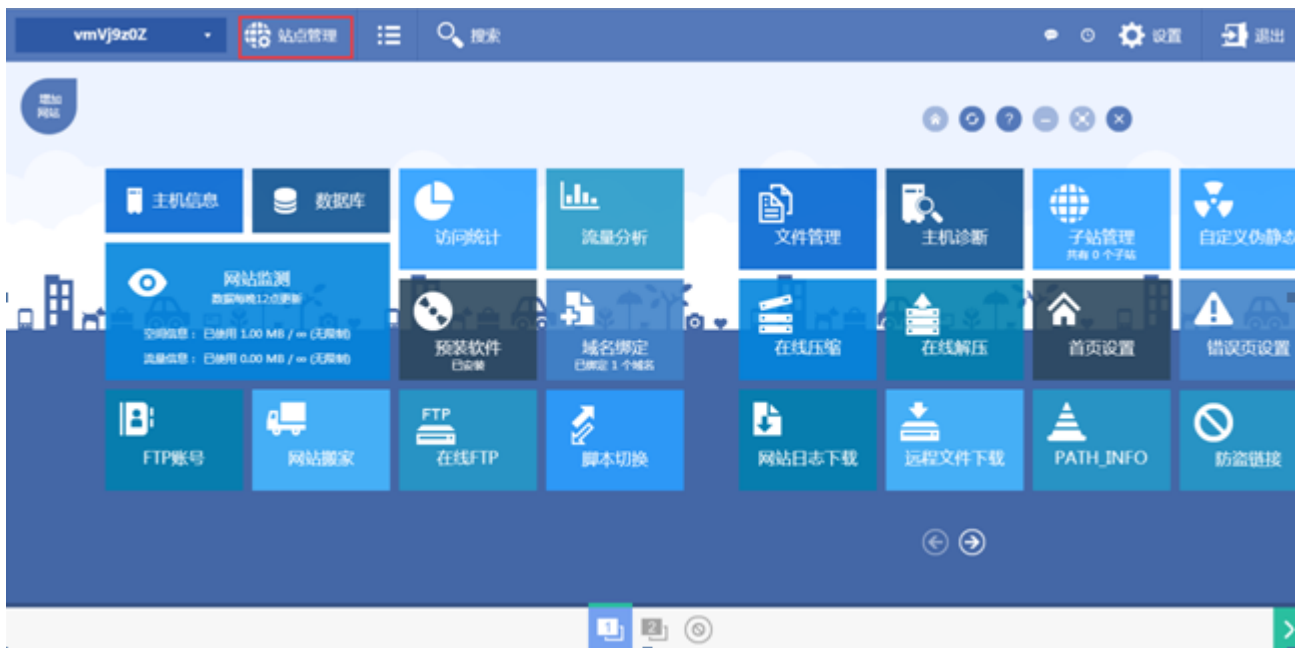 vmVj9z0Z
站点管理
搜索
设置
退出
增加
网站
主机信息
数据库
访问统计
流量分析
文件管理
主机诊断
子站管理
共有 0 个子站
自定义伪静态
网站监测
数据每晚12点更新
空间信息： 已使用 1.00 MB / ∞ (无限制)
流量信息： 已使用 0.00 MB / ∞ (无限制)
预装软件
已安装
域名绑定
已绑定 1 个域名
在线压缩
在线解压
首页设置
错误页设置
FTP账号
网站搬家
FTP
在线FTP
脚本切换
网站日志下载
远程文件下载
PATH_INFO
防盗链接
1
2